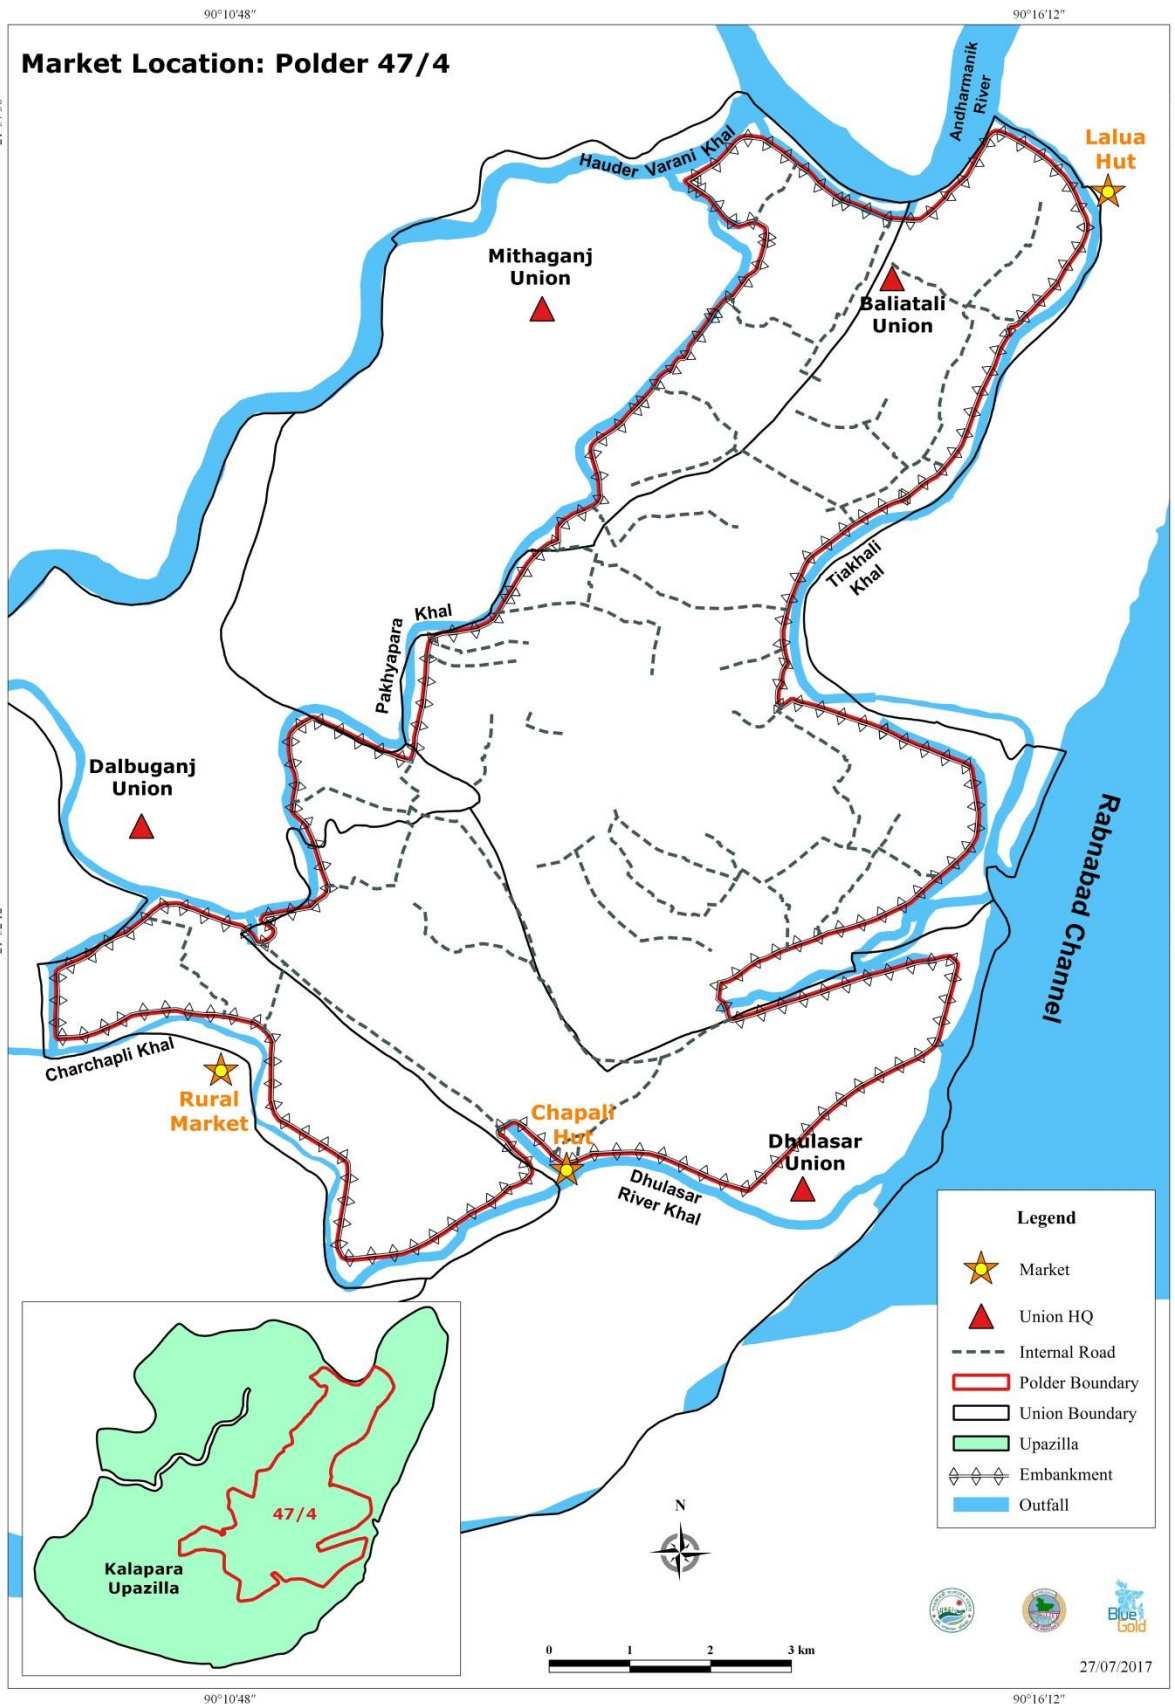 90°10'48"
90°16'12"
Market Location: Polder 47/4
Andharmanik
River
Lalua
Hut
Hauder Varani Khal
Mithaganj
Union
Baliatali
Union
Tiakhali
Khal
Pakhyapara
Khal
Dalbuganj
Union
Rabnabad Channel
Charchapli Khal
Rural
Market
Chapali
Hut
Dhulasar
Union
Dhulasar
River Khal
Legend
Market
Union HQ
Internal Road
Polder Boundary
Union Boundary
Upazilla
Embankment
Outfall
47/4
Kalapara
Upazilla
N
0 1 2 3 km
Blue
Gold
27/07/2017
90°10'48"
90°16'12"